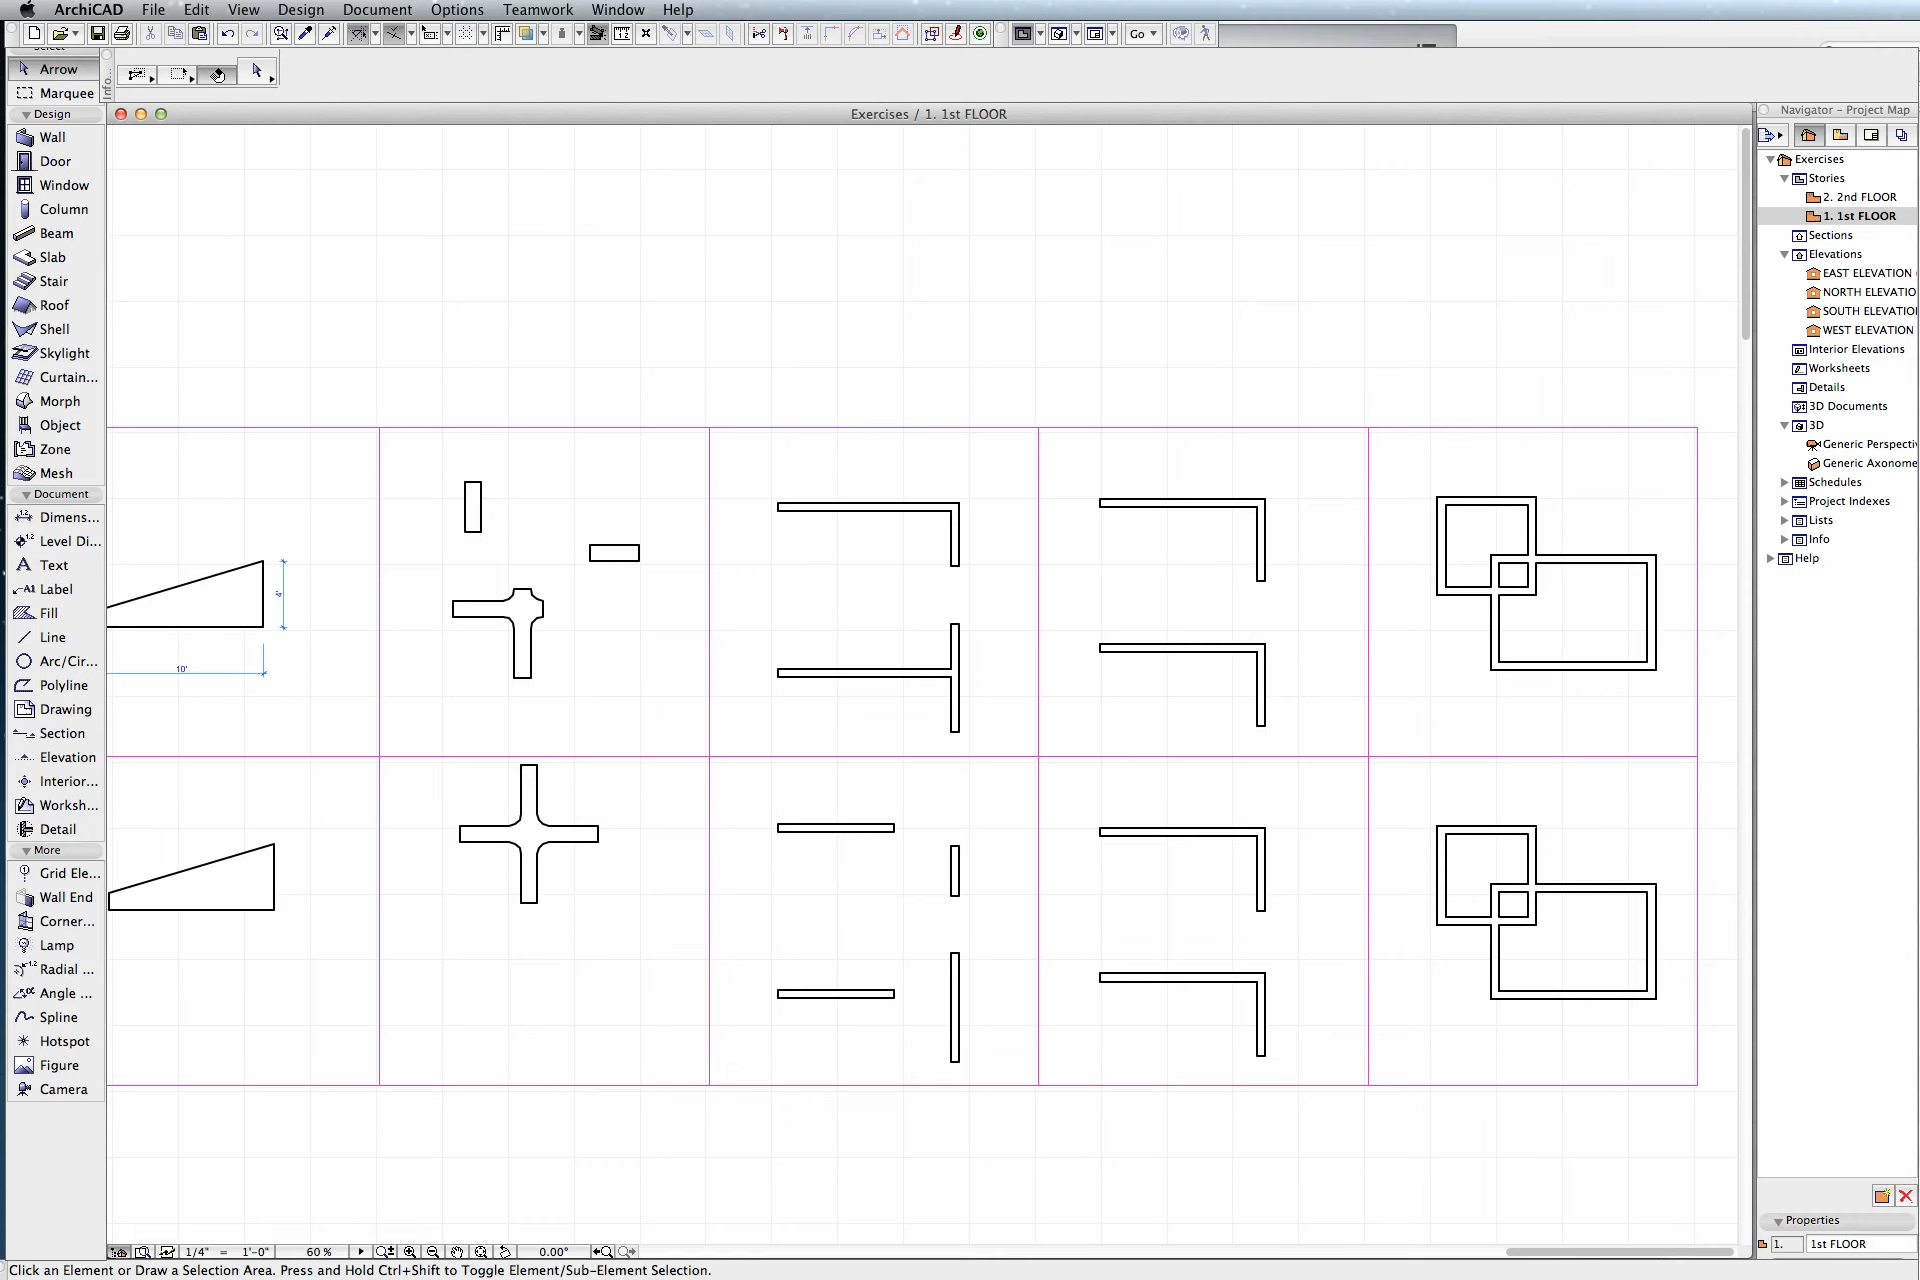 ArchiCAD File Edit View Design Document Options Teamwork Window Help
Go
Select
Arrow
Marquee
Info...
Exercises / 1. 1st FLOOR
Design
Wall
Door
Window
Column
Beam
Slab
Stair
Roof
Shell
Skylight
Curtain...
Morph
Object
Zone
Mesh
Document
Dimens...
Level Di...
Text
Label
Fill
Line
Arc/Cir...
Polyline
Drawing
Section
Elevation
Interior...
Worksh...
Detail
More
Grid Ele...
Wall End
Corner...
Lamp
Radial ...
Angle ...
Spline
Hotspot
Figure
Camera
4'
10'
Navigator - Project Map
Exercises
Stories
2. 2nd FLOOR
1. 1st FLOOR
Sections
Elevations
EAST ELEVATION
NORTH ELEVATIO
SOUTH ELEVATIO
WEST ELEVATION
Interior Elevations
Worksheets
Details
3D Documents
3D
Generic Perspecti
Generic Axonome
Schedules
Project Indexes
Lists
Info
Help
Properties
1. 1st FLOOR
1/4" = 1'-0" 60 % 0.00°
Click an Element or Draw a Selection Area. Press and Hold Ctrl+Shift to Toggle Element/Sub-Element Selection.